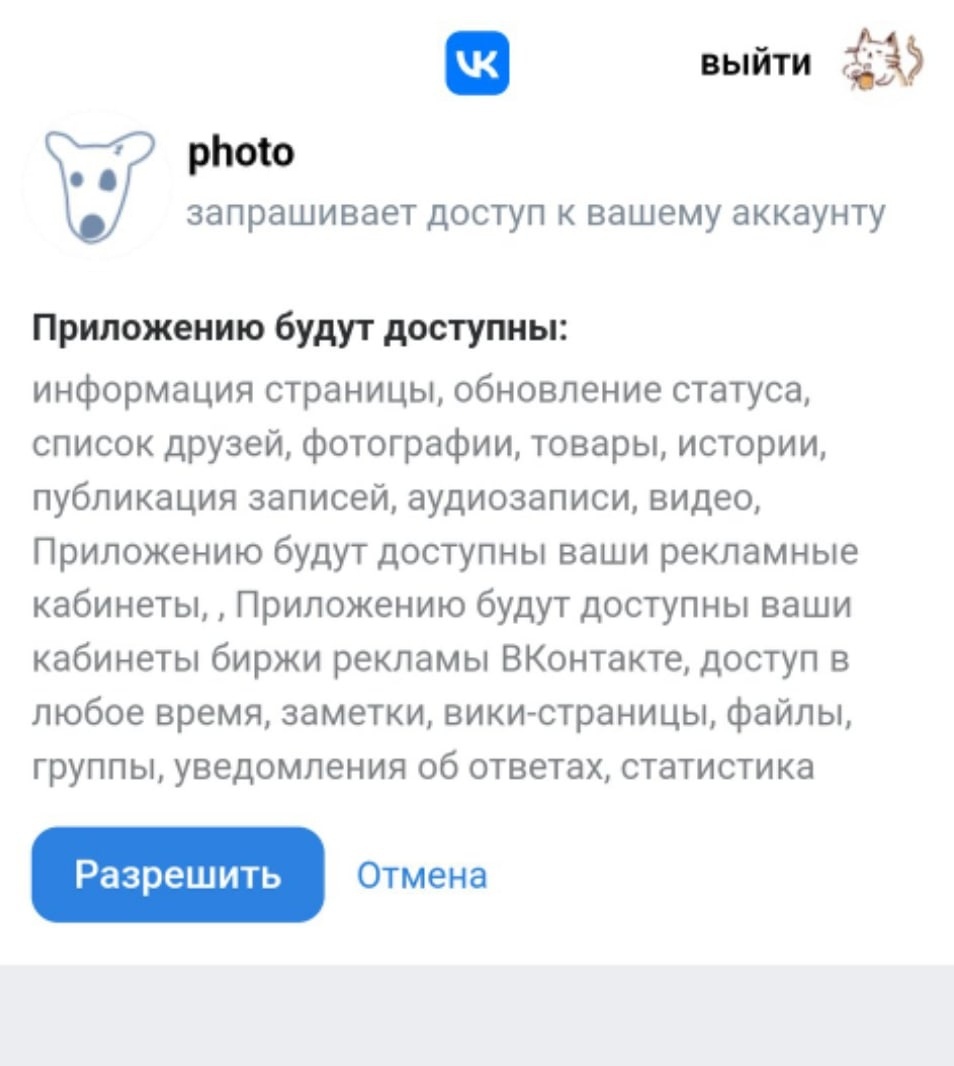 VK
выйти
photo
запрашивает доступ к вашему аккаунту
Приложению будут доступны:
информация страницы, обновление статуса,
список друзей, фотографии, товары, истории,
публикация записей, аудиозаписи, видео,
Приложению будут доступны ваши рекламные
кабинеты, , Приложению будут доступны ваши
кабинеты биржи рекламы ВКонтакте, доступ в
любое время, заметки, вики-страницы, файлы,
группы, уведомления об ответах, статистика
Разрешить
Отмена